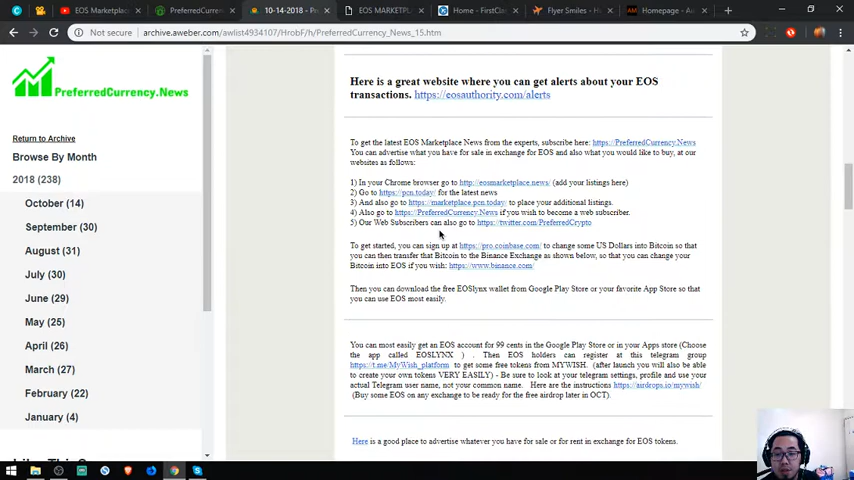 EOS Marketplac
PreferredCurren
10-14-2018 - Pre
EOS MARKETPL
Home - FirstCla
Flyer Smiles - H
Homepage - Au
Not secure | archive.aweber.com/awlist4934107/HrobF/h/PreferredCurrency_News_15.htm
PreferredCurrency.News
Return to Archive
Browse By Month
2018 (238)
October (14)
September (30)
August (31)
July (30)
June (29)
May (25)
April (26)
March (27)
February (22)
January (4)
Here is a great website where you can get alerts about your EOS
transactions. https://eosauthority.com/alerts
To get the latest EOS Marketplace News from the experts, subscribe here: https://PreferredCurrency.News
You can advertise what you have for sale in exchange for EOS and also what you would like to buy, at our
websites as follows:
1) In your Chrome browser go to http://eosmarketplace.news/ (add your listings here)
2) Go to https://pcn.today/ for the latest news
3) And also go to https://marketplace.pcn.today/ to place your additional listings.
4) Also go to https://PreferredCurrency.News if you wish to become a web subscriber.
5) Our Web Subscribers can also go to https://twitter.com/PreferredCrypto
To get started, you can sign up at https://pro.coinbase.com/ to change some US Dollars into Bitcoin so that
you can then transfer that Bitcoin to the Binance Exchange as shown below, so that you can change your
Bitcoin into EOS if you wish: https://www.binance.com/
Then you can download the free EOSlynx wallet from Google Play Store or your favorite App Store so that
you can use EOS most easily.
You can most easily get an EOS account for 99 cents in the Google Play Store or in your Apps store (Choose
the app called EOSLYNX ) . Then EOS holders can register at this telegram group
https://t.me/MyWish_platform to get some free tokens from MYWISH. (after launch you will also be able
to create your own tokens VERY EASILY) - Be sure to look at your telegram settings, profile and use your
actual Telegram user name, not your common name. Here are the instructions https://airdrops.io/mywish/
(Buy some EOS on any exchange to be ready for the free airdrop later in OCT).
Here is a good place to advertise whatever you have for sale or for rent in exchange for EOS tokens.